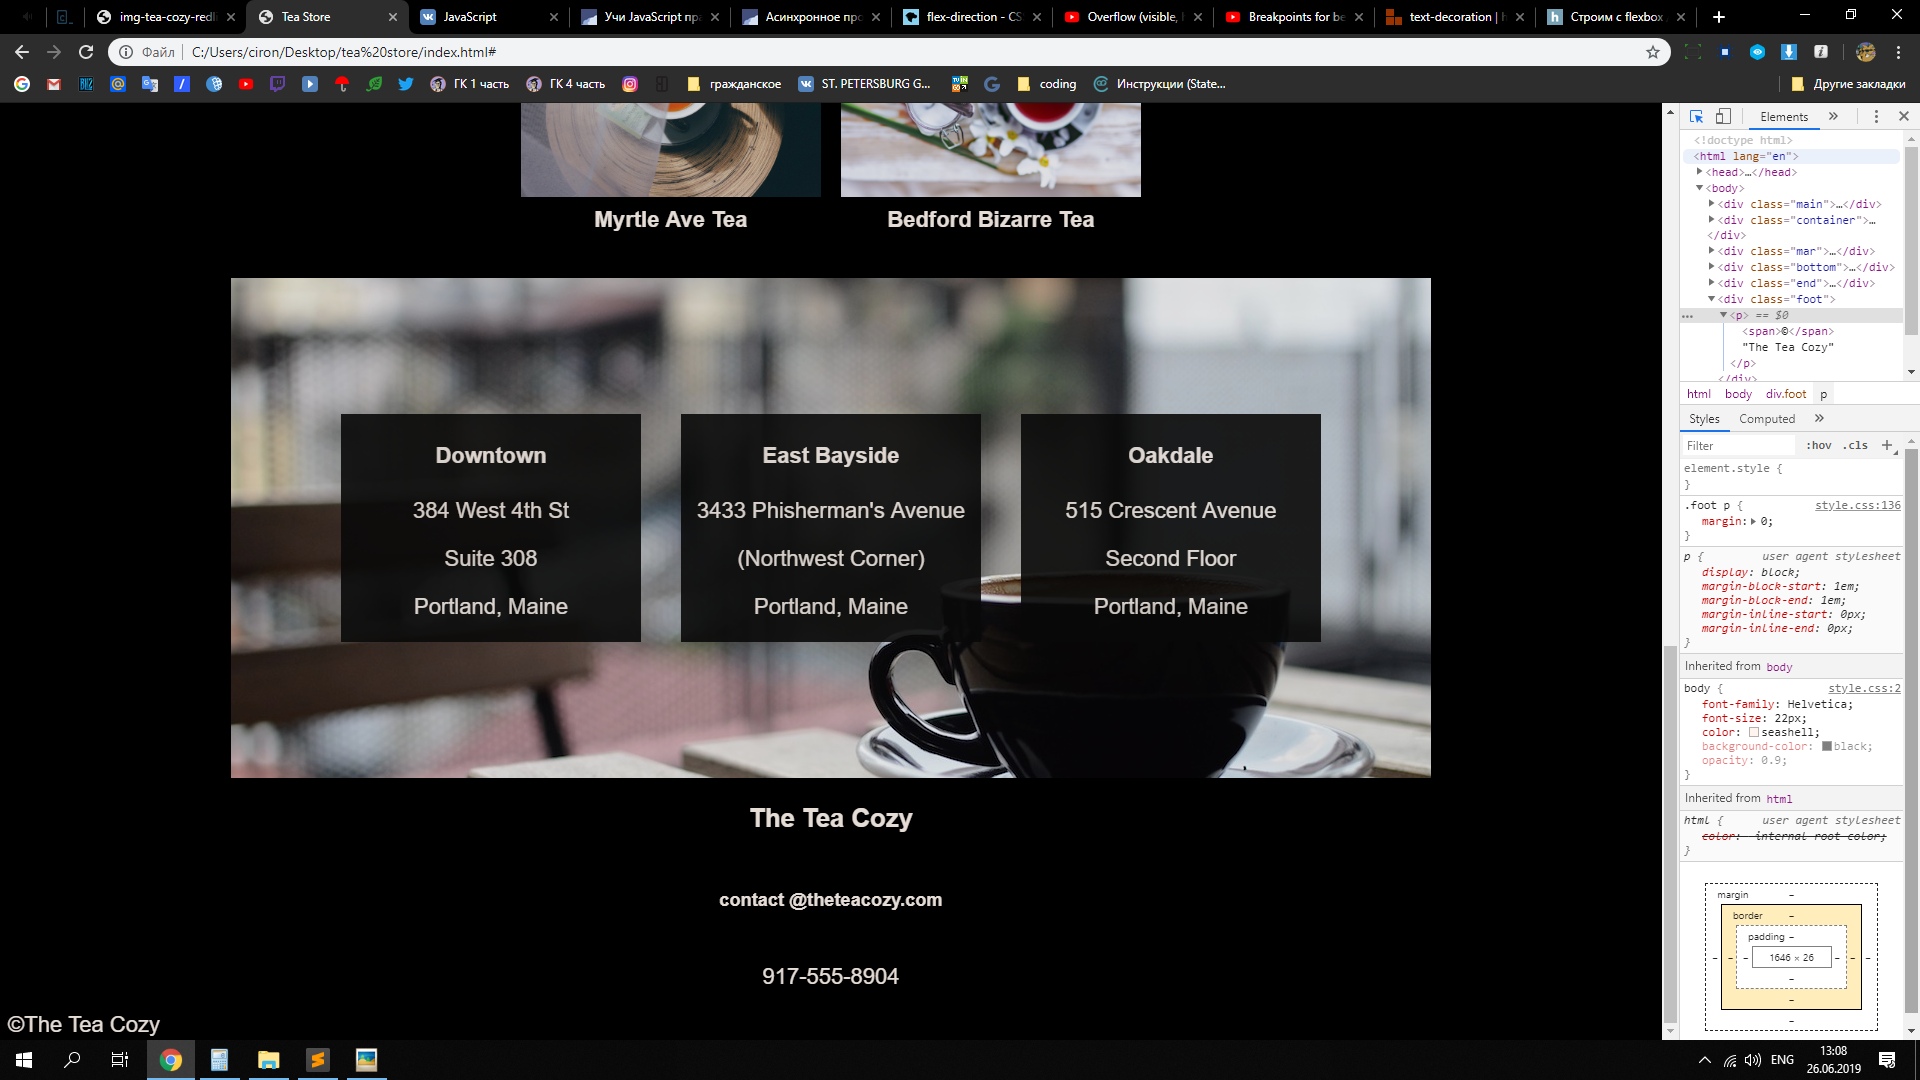 img-tea-cozy-redli
Tea Store
JavaScript
Учи JavaScript пра
Асинхронное про
flex-direction - CS
Overflow (visible, h
Breakpoints for be
text-decoration | h
Строим с flexbox
Файл
C:/Users/ciron/Desktop/tea%20store/index.html#
ГК 1 часть
ГК 4 часть
гражданское
ST. PETERSBURG G...
coding
Инструкции (State...
Другие закладки
Myrtle Ave Tea
Bedford Bizarre Tea
Downtown
384 West 4th St
Suite 308
Portland, Maine
East Bayside
3433 Phisherman's Avenue
(Northwest Corner)
Portland, Maine
Oakdale
515 Crescent Avenue
Second Floor
Portland, Maine
The Tea Cozy
contact @theteacozy.com
917-555-8904
©The Tea Cozy
Elements
<!doctype html>
<html lang="en">
<head>…</head>
<body>
<div class="main">…</div>
<div class="container">…
</div>
<div class="mar">…</div>
<div class="bottom">…</div>
<div class="end">…</div>
<div class="foot">
<p> == $0
<span>©</span>
"The Tea Cozy"
</p>
</div>
html body div.foot p
Styles Computed
Filter :hov .cls +
element.style {
}
.foot p { style.css:136
margin: 0;
}
p { user agent stylesheet
display: block;
margin-block-start: 1em;
margin-block-end: 1em;
margin-inline-start: 0px;
margin-inline-end: 0px;
}
Inherited from body
body { style.css:2
font-family: Helvetica;
font-size: 22px;
color: seashell;
background-color: black;
opacity: 0.9;
}
Inherited from html
html { user agent stylesheet
color: -internal-root-color;
}
margin –
border –
padding –
1646 × 26
ENG
13:08
26.06.2019